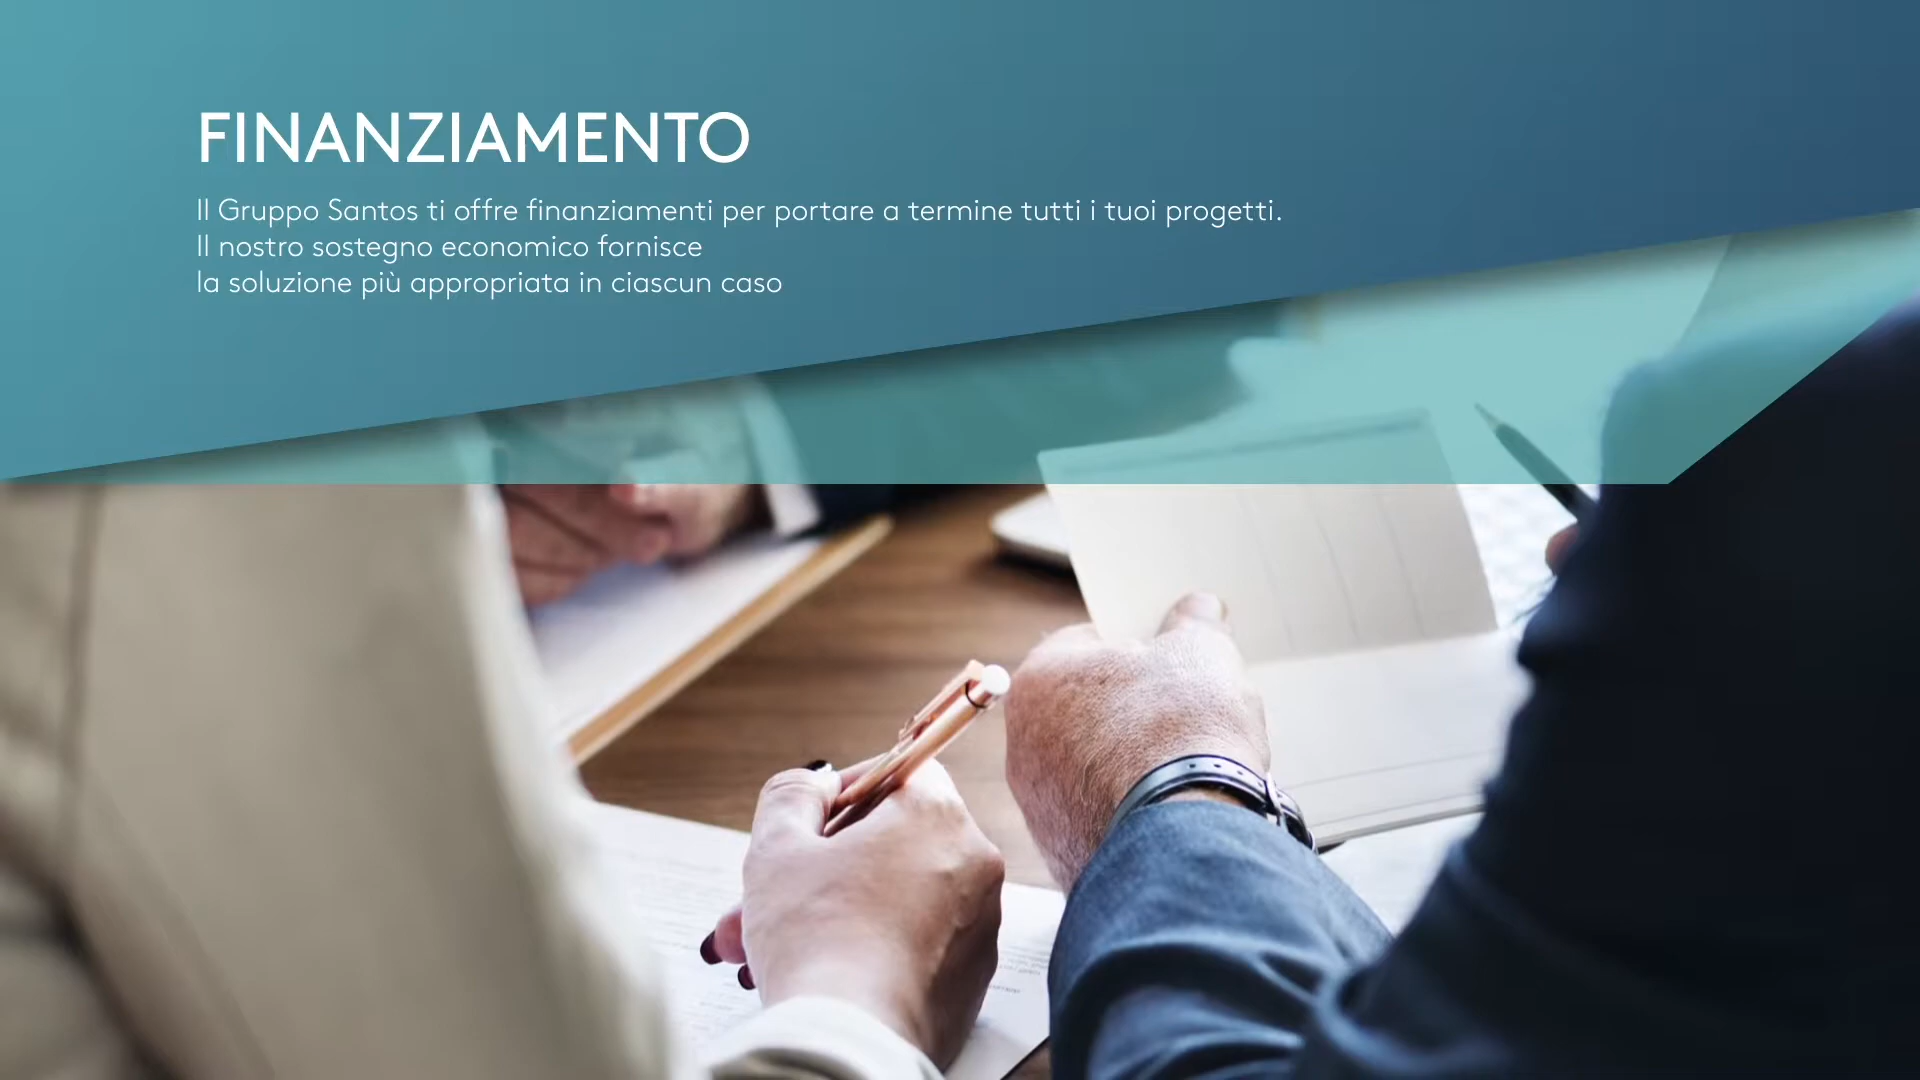 FINANZIAMENTO
Il Gruppo Santos ti offre finanziamenti per portare a termine tutti i tuoi progetti.
Il nostro sostegno economico fornisce
la soluzione più appropriata in ciascun caso